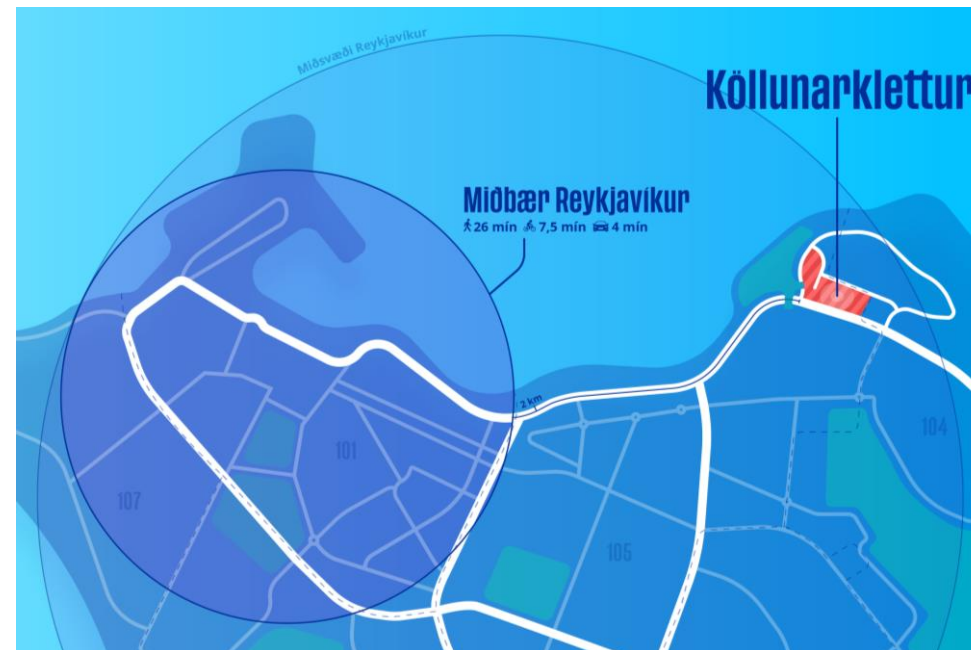 Miðsvæði Reykjavíkur
Köllunarklettur
Miðbær Reykjavíkur
26 mín 7,5 mín 4 mín
2 km
101
107
105
104